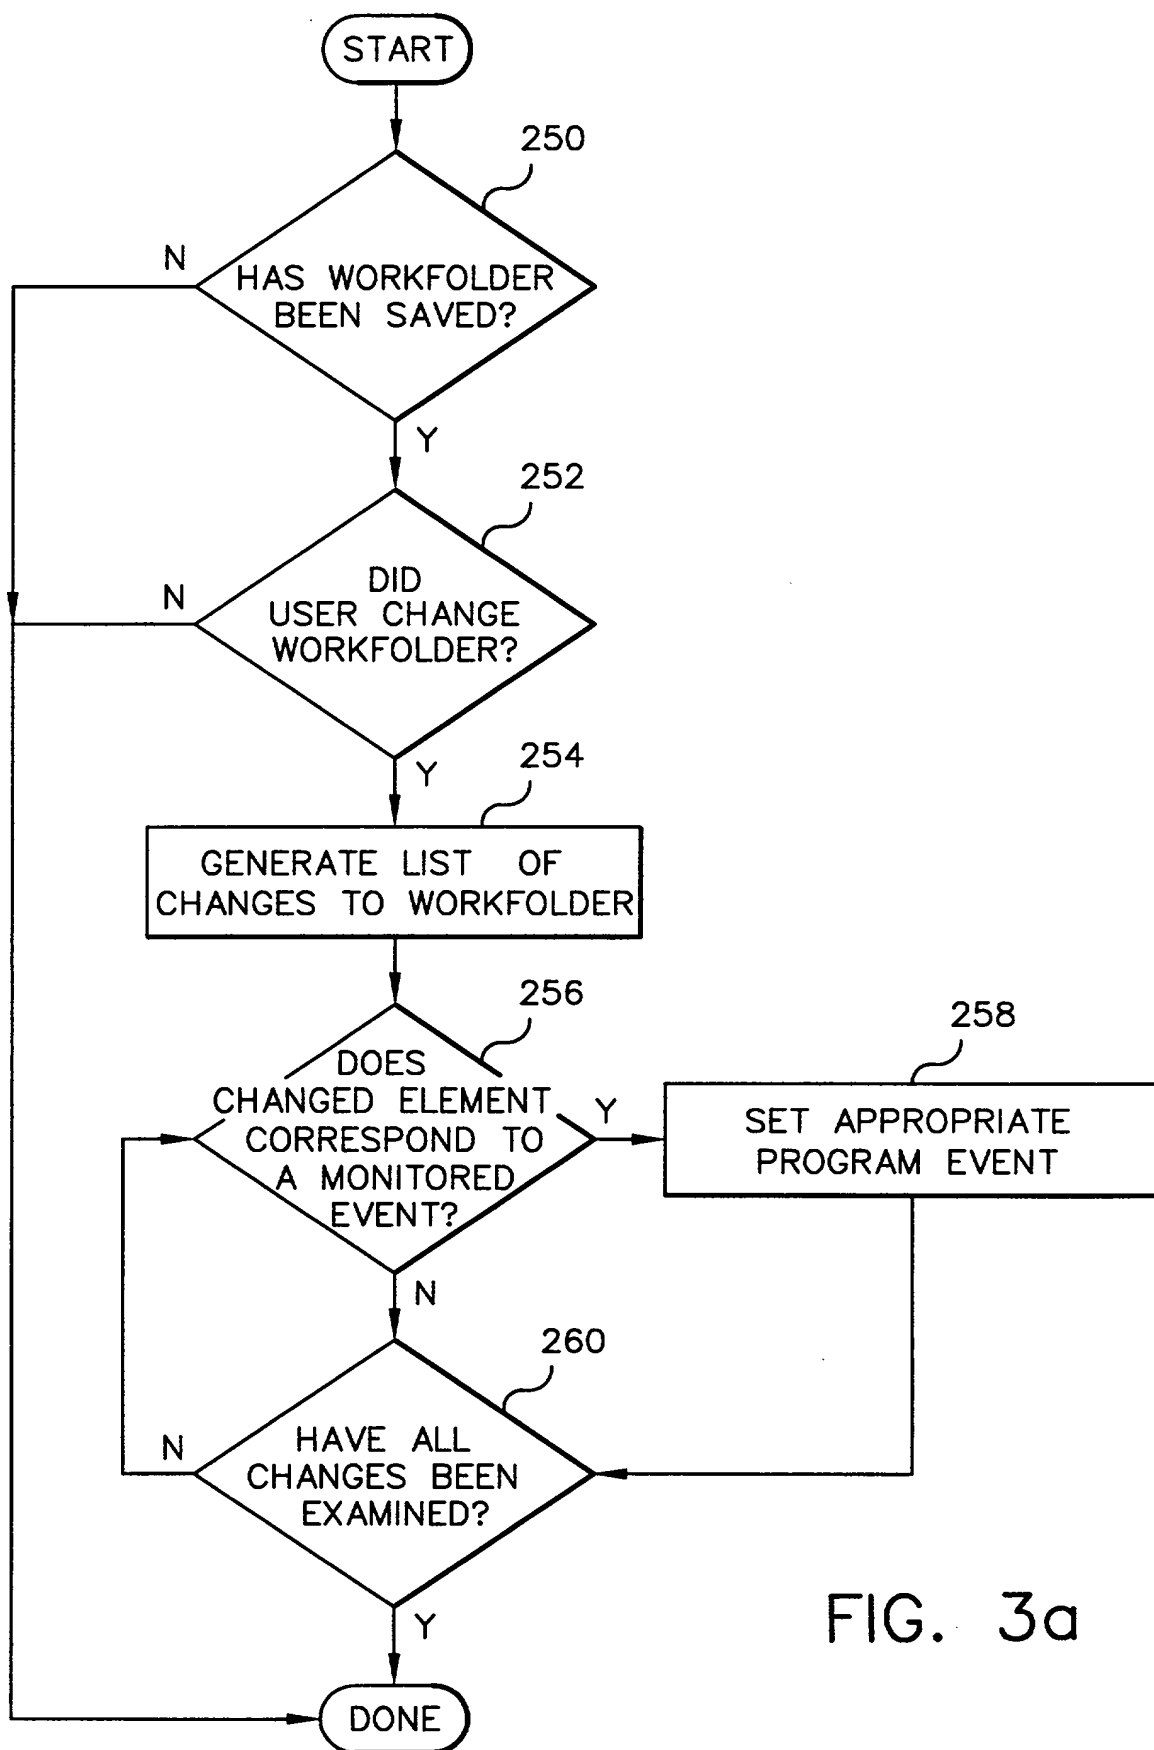 START
250
N
HAS WORKFOLDER
BEEN SAVED?
Y
252
N
DID
USER CHANGE
WORKFOLDER?
Y
254
GENERATE LIST OF
CHANGES TO WORKFOLDER
256
DOES
CHANGED ELEMENT
CORRESPOND TO
A MONITORED
EVENT?
Y
258
SET APPROPRIATE
PROGRAM EVENT
N
260
N
HAVE ALL
CHANGES BEEN
EXAMINED?
Y
DONE
FIG. 3a